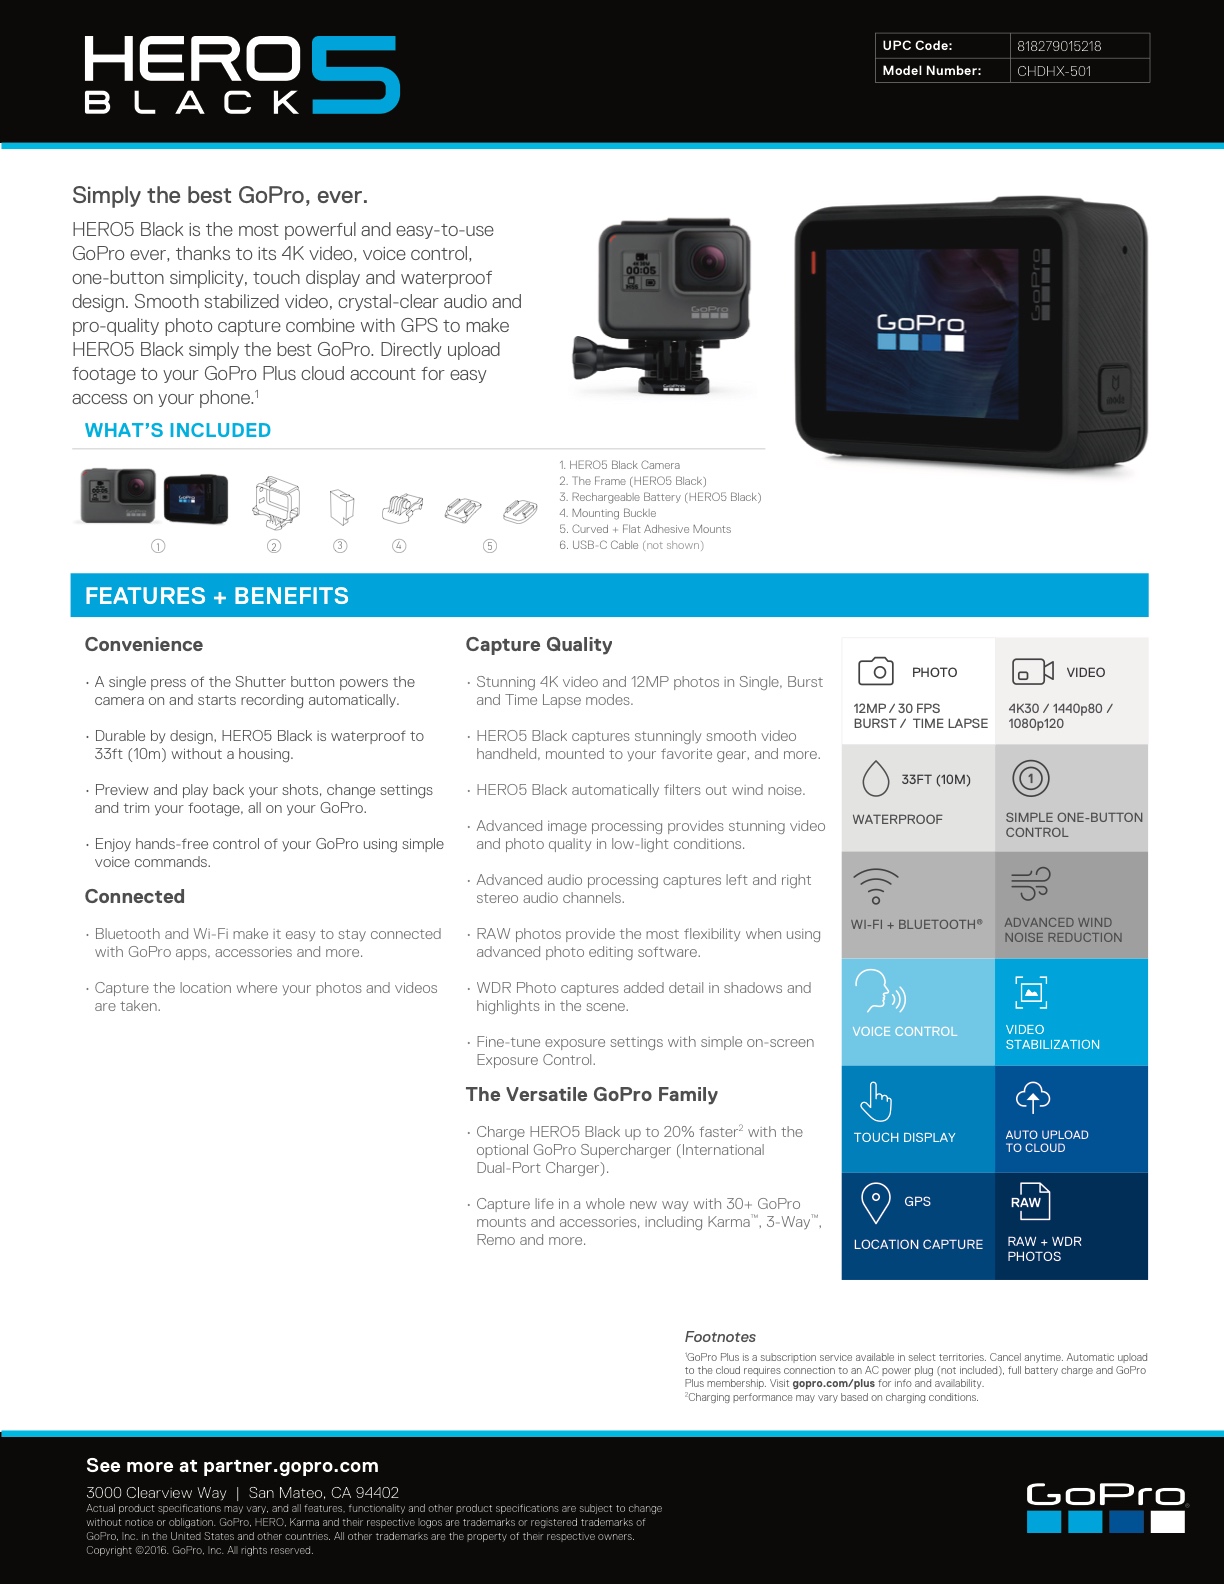 HERO5
BLACK
UPC Code: 818279015218
Model Number: CHDHX-501
Simply the best GoPro, ever.
HERO5 Black is the most powerful and easy-to-use
GoPro ever, thanks to its 4K video, voice control,
one-button simplicity, touch display and waterproof
design. Smooth stabilized video, crystal-clear audio and
pro-quality photo capture combine with GPS to make
HERO5 Black simply the best GoPro. Directly upload
footage to your GoPro Plus cloud account for easy
access on your phone.¹
00:05
GoPro
GoPro
GoPro
GoPro
WHAT'S INCLUDED
GoPro
1
2
3
4
5
1. HERO5 Black Camera
2. The Frame (HERO5 Black)
3. Rechargeable Battery (HERO5 Black)
4. Mounting Buckle
5. Curved + Flat Adhesive Mounts
6. USB-C Cable (not shown)
FEATURES + BENEFITS
Convenience
· A single press of the Shutter button powers the
camera on and starts recording automatically.
· Durable by design, HERO5 Black is waterproof to
33ft (10m) without a housing.
· Preview and play back your shots, change settings
and trim your footage, all on your GoPro.
· Enjoy hands-free control of your GoPro using simple
voice commands.
Connected
· Bluetooth and Wi-Fi make it easy to stay connected
with GoPro apps, accessories and more.
· Capture the location where your photos and videos
are taken.
Capture Quality
· Stunning 4K video and 12MP photos in Single, Burst
and Time Lapse modes.
· HERO5 Black captures stunningly smooth video
handheld, mounted to your favorite gear, and more.
· HERO5 Black automatically filters out wind noise.
· Advanced image processing provides stunning video
and photo quality in low-light conditions.
· Advanced audio processing captures left and right
stereo audio channels.
· RAW photos provide the most flexibility when using
advanced photo editing software.
· WDR Photo captures added detail in shadows and
highlights in the scene.
· Fine-tune exposure settings with simple on-screen
Exposure Control.
The Versatile GoPro Family
· Charge HERO5 Black up to 20% faster² with the
optional GoPro Supercharger (International
Dual-Port Charger).
· Capture life in a whole new way with 30+ GoPro
mounts and accessories, including Karma™, 3-Way™,
Remo and more.
PHOTO
12MP / 30 FPS
BURST / TIME LAPSE
VIDEO
4K30 / 1440p80 /
1080p120
33FT (10M)
WATERPROOF
1
SIMPLE ONE-BUTTON
CONTROL
WI-FI + BLUETOOTH®
ADVANCED WIND
NOISE REDUCTION
VOICE CONTROL
VIDEO
STABILIZATION
TOUCH DISPLAY
AUTO UPLOAD
TO CLOUD
GPS
LOCATION CAPTURE
RAW
RAW + WDR
PHOTOS
Footnotes
¹GoPro Plus is a subscription service available in select territories. Cancel anytime. Automatic upload
to the cloud requires connection to an AC power plug (not included), full battery charge and GoPro
Plus membership. Visit gopro.com/plus for info and availability.
²Charging performance may vary based on charging conditions.
See more at partner.gopro.com
3000 Clearview Way | San Mateo, CA 94402
Actual product specifications may vary, and all features, functionality and other product specifications are subject to change
without notice or obligation. GoPro, HERO, Karma and their respective logos are trademarks or registered trademarks of
GoPro, Inc. in the United States and other countries. All other trademarks are the property of their respective owners.
Copyright ©2016. GoPro, Inc. All rights reserved.
GoPro